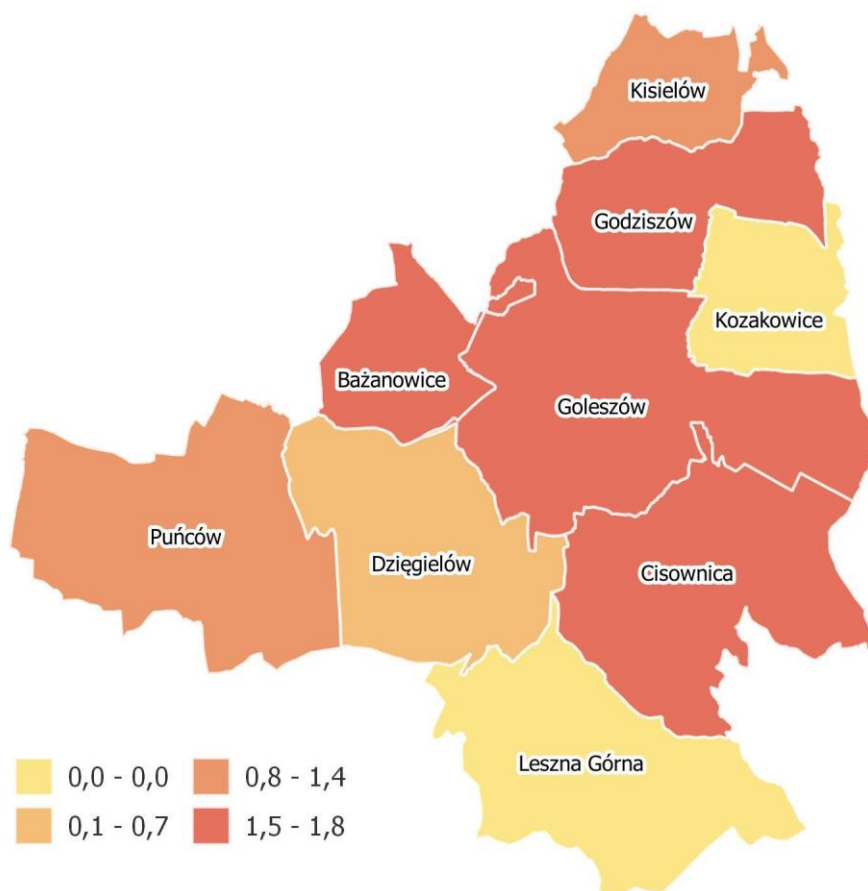 Kisielów
Godziszów
Kozakowice
Bażanowice
Goleszów
Puńców
Dzięgielów
Cisownica
Leszna Górna
0,0 - 0,0
0,8 - 1,4
0,1 - 0,7
1,5 - 1,8